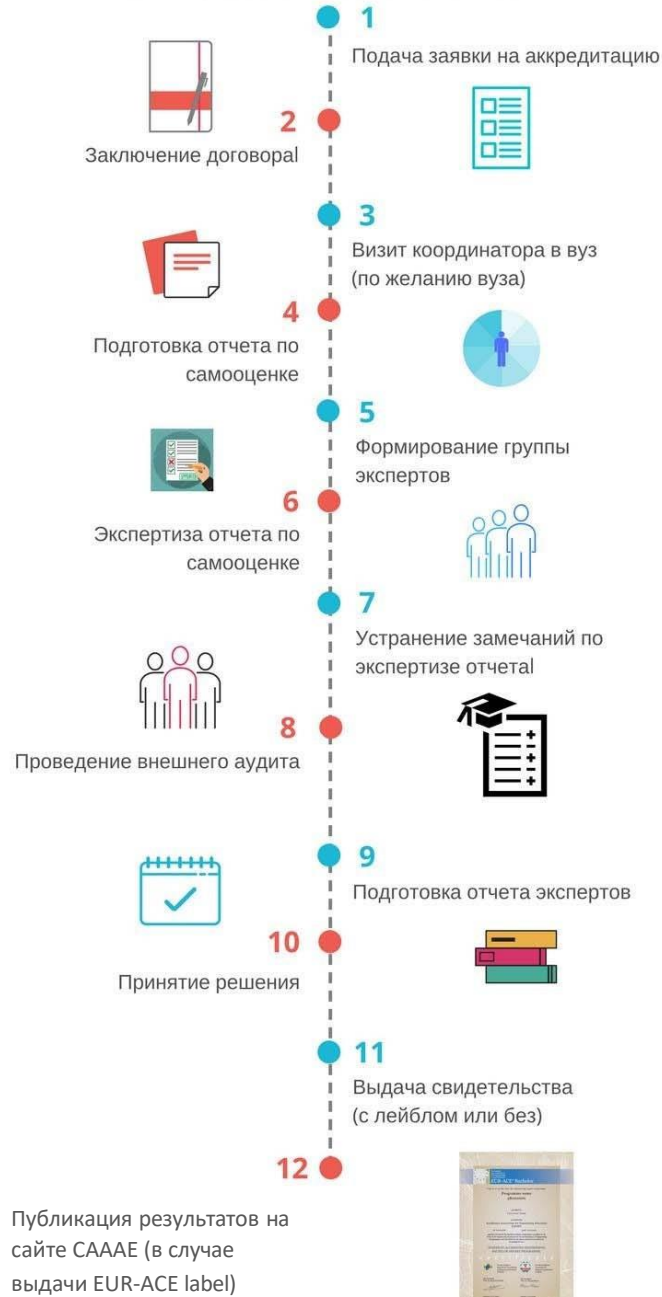 1
Подача заявки на аккредитацию
2
Заключение договораl
3
Визит координатора в вуз
(по желанию вуза)
4
Подготовка отчета по
самооценке
5
Формирование группы
экспертов
6
Экспертиза отчета по
самооценке
7
Устранение замечаний по
экспертизе отчетаl
8
Проведение внешнего аудита
9
Подготовка отчета экспертов
10
Принятие решения
11
Выдача свидетельства
(с лейблом или без)
12
Публикация результатов на
сайте CAAAE (в случае
выдачи EUR-ACE label)